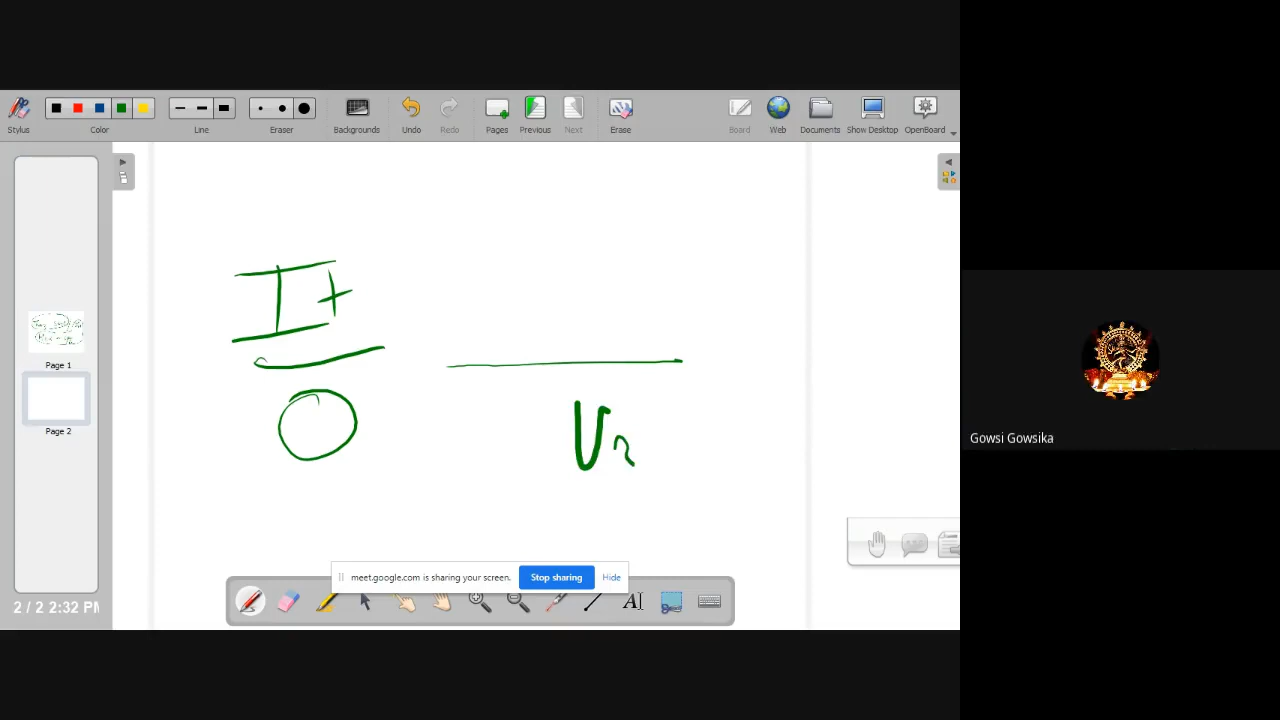 Stylus Color Line Eraser Backgrounds Undo Redo Pages Previous Next Erase Board Web Documents Show Desktop OpenBoard
I+
O
Page 1
Page 2
Gowsi Gowsika
meet.google.com is sharing your screen. Stop sharing Hide
2 / 2 2:32 PM